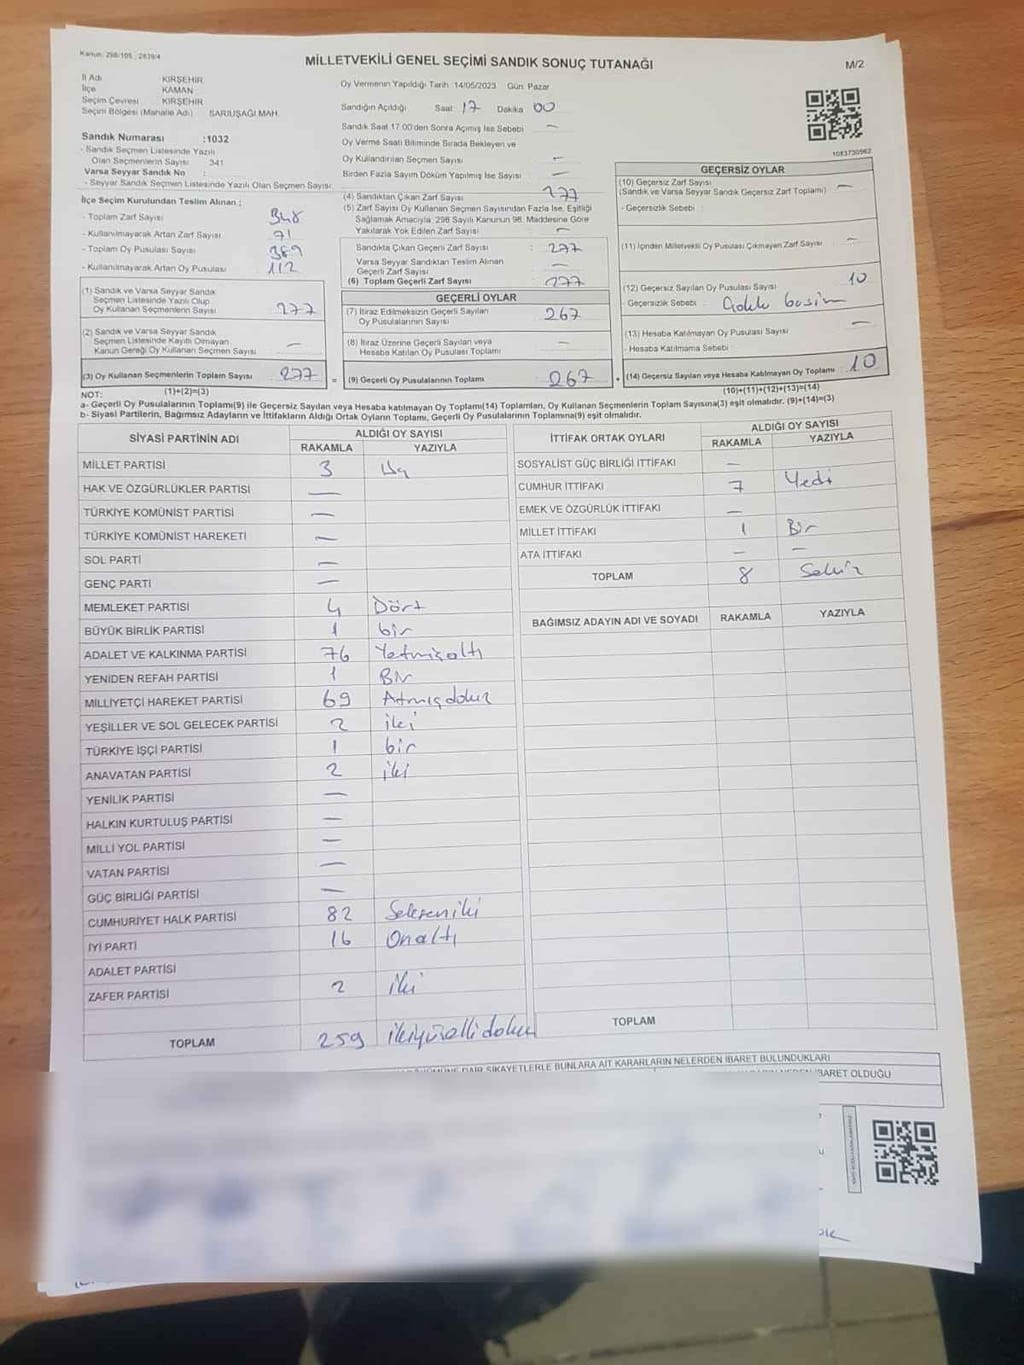 Kanun: 298/105 , 2839/4
MİLLETVEKİLİ GENEL SEÇİMİ SANDIK SONUÇ TUTANAĞI
M/2
İl Adı KIRŞEHİR
İlçe KAMAN
Seçim Çevresi KIRŞEHİR
Seçim Bölgesi (Mahalle Adı) SARIUŞAĞI MAH.
Sandık Numarası :1032
- Sandık Seçmen Listesinde Yazılı
Olan Seçmenlerin Sayısı 341
Varsa Seyyar Sandık No :
- Seyyar Sandık Seçmen Listesinde Yazılı Olan Seçmen Sayısı:
İlçe Seçim Kurulundan Teslim Alınan ;
- Toplam Zarf Sayısı 348
- Kullanılmayarak Artan Zarf Sayısı 71
- Toplam Oy Pusulası Sayısı 389
- Kullanılmayarak Artan Oy Pusulası 112
(1) Sandık ve Varsa Seyyar Sandık
Seçmen Listesinde Yazılı Olup
Oy Kullanan Seçmenlerin Sayısı 277
(2) Sandık ve Varsa Seyyar Sandık
Seçmen Listesinde Kayıtlı Olmayan
Kanun Gereği Oy Kullanan Seçmen Sayısı —
(3) Oy Kullanan Seçmenlerin Toplam Sayısı 277
(1)+(2)=(3)
Oy Vermenin Yapıldığı Tarih :14/05/2023 Gün: Pazar
Sandığın Açıldığı Saat 17 Dakika 00
Sandık Saat 17:00'den Sonra Açılmış İse Sebebi —
Oy Verme Saati Bitiminde Sırada Bekleyen ve
Oy Kullandırılan Seçmen Sayısı —
Birden Fazla Sayım Döküm Yapılmış İse Sayısı —
(4) Sandıktan Çıkan Zarf Sayısı 277
(5) Zarf Sayısı Oy Kullanan Seçmen Sayısından Fazla İse, Eşitliği
Sağlamak Amacıyla; 298 Sayılı Kanunun 98. Maddesine Göre
Yakılarak Yok Edilen Zarf Sayısı —
Sandıkta Çıkan Geçerli Zarf Sayısı : 277
Varsa Seyyar Sandıktan Teslim Alınan
Geçerli Zarf Sayısı —
(6) Toplam Geçerli Zarf Sayısı 277
GEÇERLİ OYLAR
(7) İtiraz Edilmeksizin Geçerli Sayılan
Oy Pusulalarının Sayısı 267
(8) İtiraz Üzerine Geçerli Sayılan veya
Hesaba Katılan Oy Pusulası Toplamı —
= (9) Geçerli Oy Pusulalarının Toplamı 267
1083730962
GEÇERSİZ OYLAR
(10) Geçersiz Zarf Sayısı
(Sandık ve Varsa Seyyar Sandık Geçersiz Zarf Toplamı) —
- Geçersizlik Sebebi :
(11) İçinden Milletvekili Oy Pusulası Çıkmayan Zarf Sayısı —
(12) Geçersiz Sayılan Oy Pusulası Sayısı 10
- Geçersizlik Sebebi :
(13) Hesaba Katılmayan Oy Pusulası Sayısı —
- Hesaba Katılmama Sebebi
+ (14) Geçersiz Sayılan veya Hesaba Katılmayan Oy Toplamı 10
(10)+(11)+(12)+(13)=(14)
NOT:
a- Geçerli Oy Pusulalarının Toplamı(9) ile Geçersiz Sayılan veya Hesaba katılmayan Oy Toplamı(14) Toplamları, Oy Kullanan Seçmenlerin Toplam Sayısına(3) eşit olmalıdır. (9)+(14)=(3)
b- Siyasi Partilerin, Bağımsız Adayların ve İttifakların Aldığı Ortak Oyların Toplamı, Geçerli Oy Pusulalarının Toplamına(9) eşit olmalıdır.
SİYASİ PARTİNİN ADI ALDIĞI OY SAYISI
RAKAMLA YAZIYLA
MİLLET PARTİSİ 3 Üç
HAK VE ÖZGÜRLÜKLER PARTİSİ —
TÜRKİYE KOMÜNİST PARTİSİ —
TÜRKİYE KOMÜNİST HAREKETİ —
SOL PARTİ —
GENÇ PARTİ —
MEMLEKET PARTİSİ 4 Dört
BÜYÜK BİRLİK PARTİSİ 1 bir
ADALET VE KALKINMA PARTİSİ 76 Yetmişaltı
YENİDEN REFAH PARTİSİ 1 Bir
MİLLİYETÇİ HAREKET PARTİSİ 69 Atmışdokuz
YEŞİLLER VE SOL GELECEK PARTİSİ 2 iki
TÜRKİYE İŞÇİ PARTİSİ 1 bir
ANAVATAN PARTİSİ 2 iki
YENİLİK PARTİSİ —
HALKIN KURTULUŞ PARTİSİ —
MİLLİ YOL PARTİSİ —
VATAN PARTİSİ —
GÜÇ BİRLİĞİ PARTİSİ —
CUMHURİYET HALK PARTİSİ 82 Sekseniki
İYİ PARTİ 16 Onaltı
ADALET PARTİSİ
ZAFER PARTİSİ 2 iki
TOPLAM 259 ikiyüzellidokuz
İTTİFAK ORTAK OYLARI ALDIĞI OY SAYISI
RAKAMLA YAZIYLA
SOSYALİST GÜÇ BİRLİĞİ İTTİFAKI —
CUMHUR İTTİFAKI 7 Yedi
EMEK VE ÖZGÜRLÜK İTTİFAKI —
MİLLET İTTİFAKI 1 Bir
ATA İTTİFAKI — —
TOPLAM 8 Sekiz
BAĞIMSIZ ADAYIN ADI VE SOYADI RAKAMLA YAZIYLA
TOPLAM
DAİR ŞİKAYETLERLE BUNLARA AİT KARARLARIN NELERDEN İBARET BULUNDUKLARI
İBARET OLDUĞU